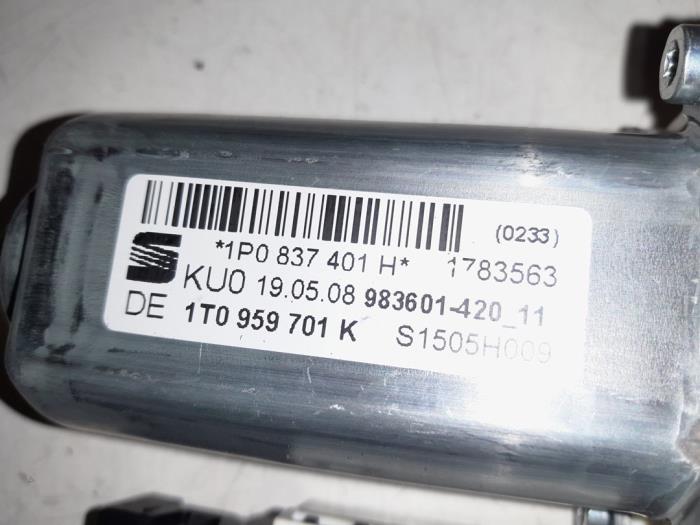 (0233)
*1P0 837 401 H* 1783563
KU0 19.05.08 983601-420_11
DE 1T0 959 701 K S1505H009